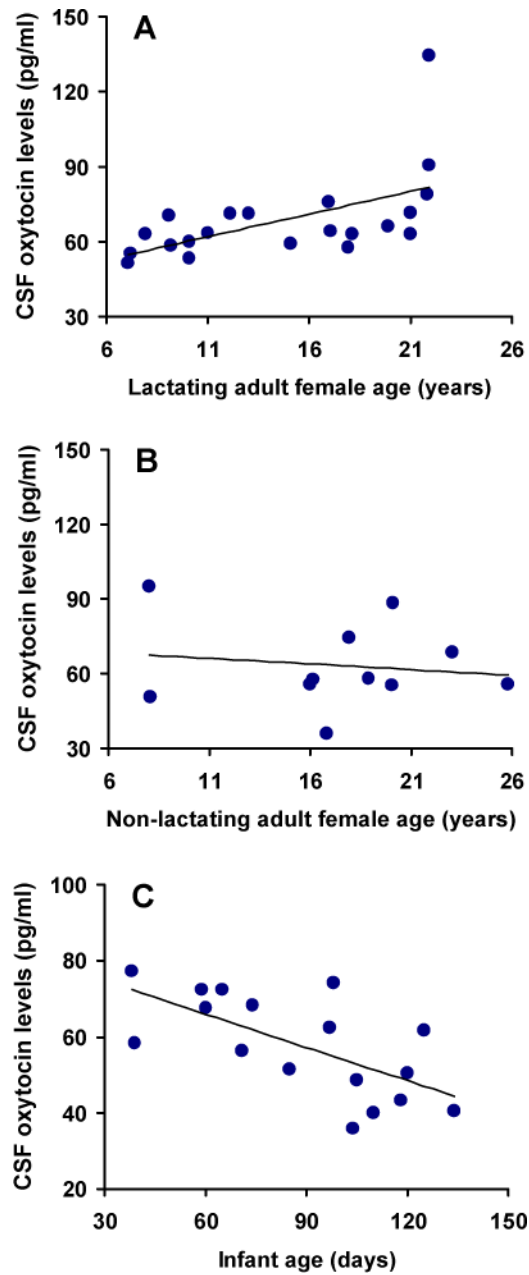 A
CSF oxytocin levels (pg/ml)
150
120
90
60
30
6 11 16 21 26
Lactating adult female age (years)
B
CSF oxytocin levels (pg/ml)
150
120
90
60
30
6 11 16 21 26
Non-lactating adult female age (years)
C
CSF oxytocin levels (pg/ml)
100
80
60
40
20
30 60 90 120 150
Infant age (days)